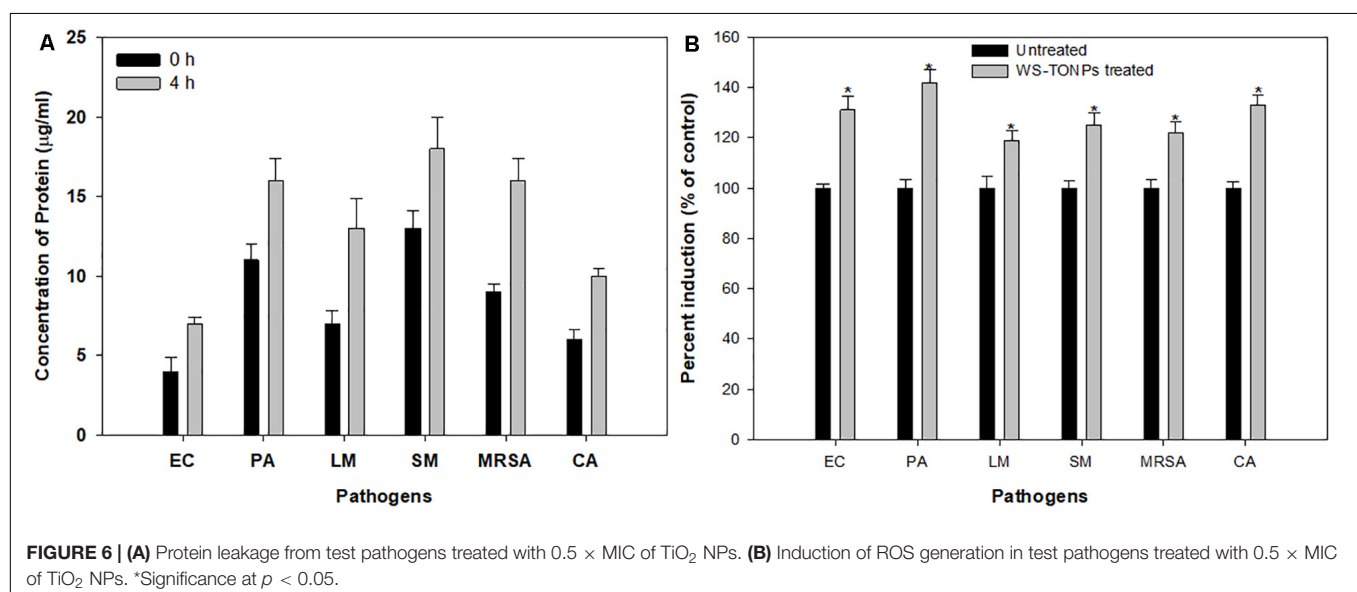 A
25
20
15
10
5
0
Concentration of Protein (µg/ml)
0 h
4 h
EC PA LM SM MRSA CA
Pathogens
B
160
140
120
100
80
60
40
20
0
Percent induction (% of control)
Untreated
WS-TONPs treated
* * * * * *
EC PA LM SM MRSA CA
Pathogens
FIGURE 6 | (A) Protein leakage from test pathogens treated with 0.5 × MIC of TiO₂ NPs. (B) Induction of ROS generation in test pathogens treated with 0.5 × MIC
of TiO₂ NPs. *Significance at p < 0.05.